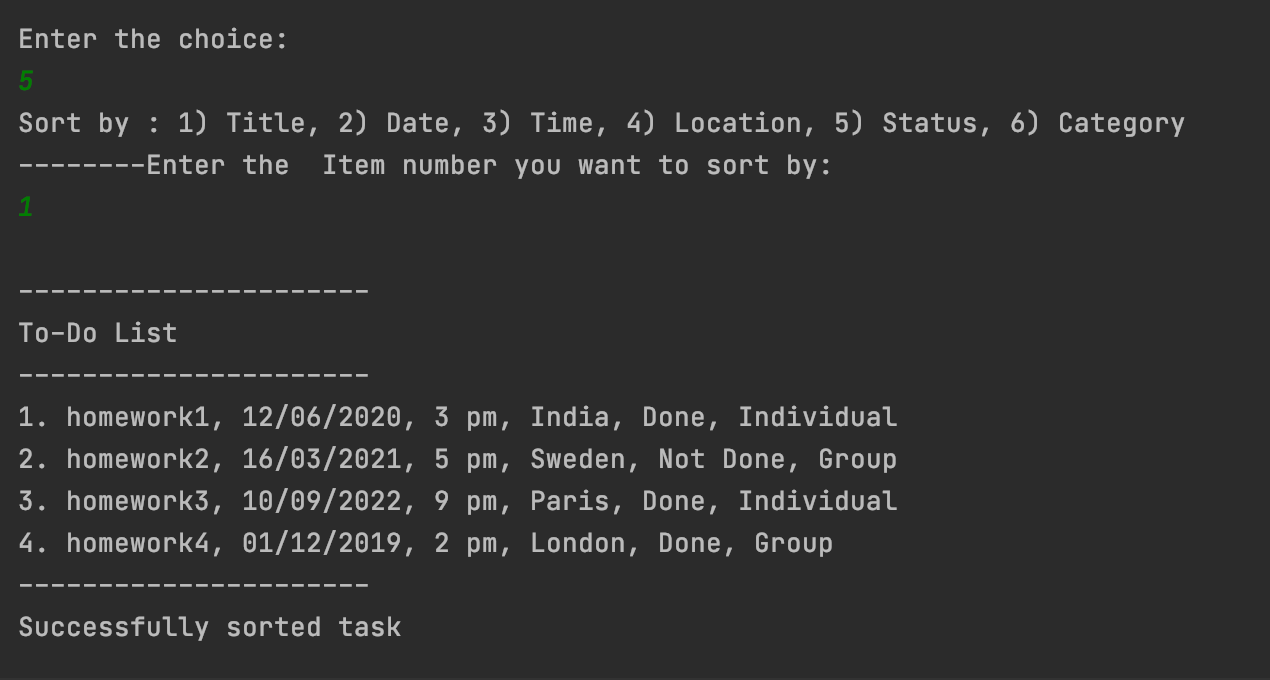 Enter the choice:
5
Sort by : 1) Title, 2) Date, 3) Time, 4) Location, 5) Status, 6) Category
--------Enter the  Item number you want to sort by:
1
----------------------
To-Do List
----------------------
1. homework1, 12/06/2020, 3 pm, India, Done, Individual
2. homework2, 16/03/2021, 5 pm, Sweden, Not Done, Group
3. homework3, 10/09/2022, 9 pm, Paris, Done, Individual
4. homework4, 01/12/2019, 2 pm, London, Done, Group
----------------------
Successfully sorted task